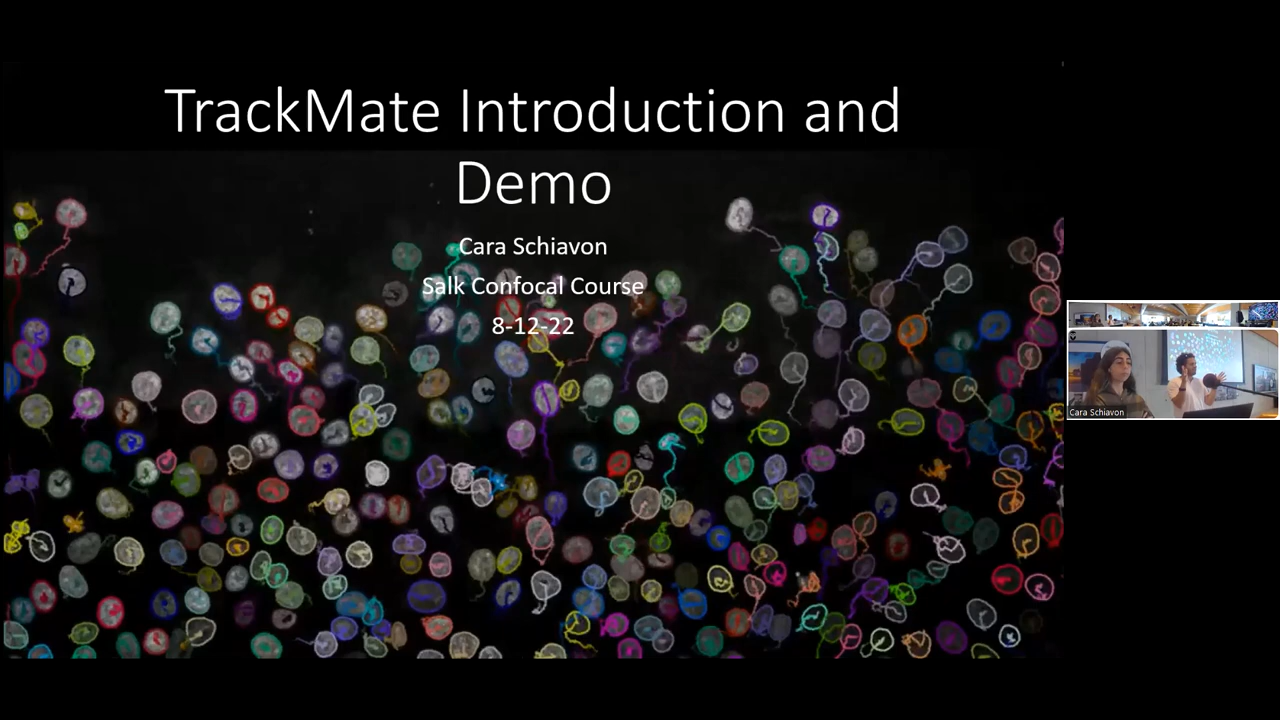 TrackMate Introduction and
Demo
Cara Schiavon
Salk Confocal Course
8-12-22
Cara Schiavon